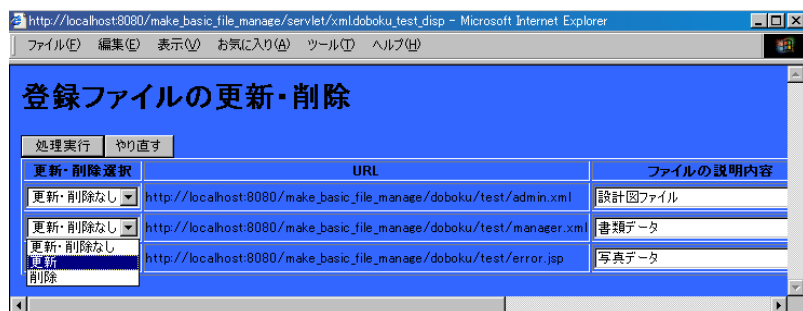 http://localhost:8080/make_basic_file_manage/servlet/xml.doboku_test_disp - Microsoft Internet Explorer
ファイル(F) 編集(E) 表示(V) お気に入り(A) ツール(T) ヘルプ(H)
登録ファイルの更新・削除
処理実行 やり直す
更新・削除選択 URL ファイルの説明内容
更新・削除なし http://localhost:8080/make_basic_file_manage/doboku/test/admin.xml 設計図ファイル
更新・削除なし http://localhost:8080/make_basic_file_manage/doboku/test/manager.xml 書類データ
更新・削除なし
更新 http://localhost:8080/make_basic_file_manage/doboku/test/error.jsp 写真データ
削除